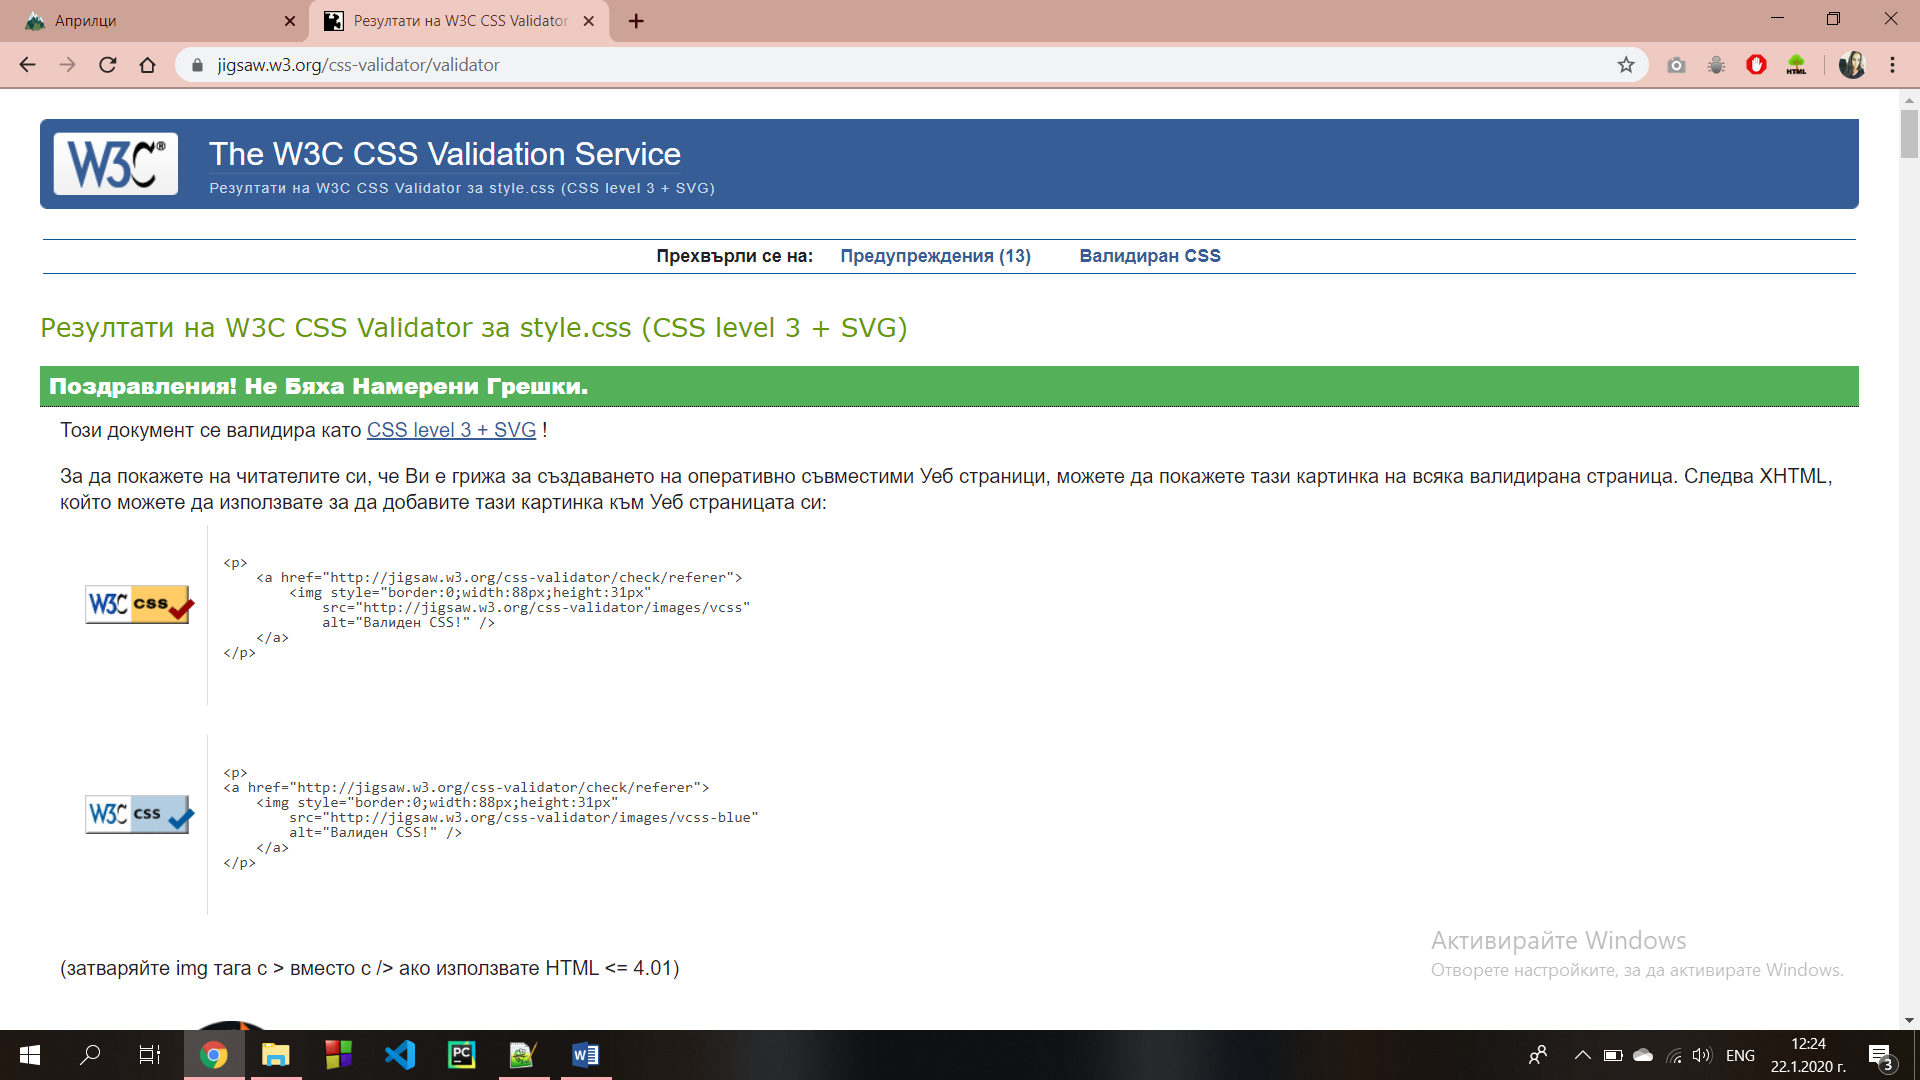 Априлци
Резултати на W3C CSS Validator
jigsaw.w3.org/css-validator/validator
HTML
W3C®
The W3C CSS Validation Service
Резултати на W3C CSS Validator за style.css (CSS level 3 + SVG)
Прехвърли се на: Предупреждения (13) Валидиран CSS
Резултати на W3C CSS Validator за style.css (CSS level 3 + SVG)
Поздравления! Не Бяха Намерени Грешки.
Този документ се валидира като CSS level 3 + SVG !
За да покажете на читателите си, че Ви е грижа за създаването на оперативно съвместими Уеб страници, можете да покажете тази картинка на всяка валидирана страница. Следва XHTML,
който можете да използвате за да добавите тази картинка към Уеб страницата си:
W3C css
<p>
<a href="http://jigsaw.w3.org/css-validator/check/referer">
<img style="border:0;width:88px;height:31px"
src="http://jigsaw.w3.org/css-validator/images/vcss"
alt="Валиден CSS!" />
</a>
</p>
W3C css
<p>
<a href="http://jigsaw.w3.org/css-validator/check/referer">
<img style="border:0;width:88px;height:31px"
src="http://jigsaw.w3.org/css-validator/images/vcss-blue"
alt="Валиден CSS!" />
</a>
</p>
(затваряйте img тага с > вместо с /> ако използвате HTML <= 4.01)
Активирайте Windows
Отворете настройките, за да активирате Windows.
PC
W
ENG
12:24
22.1.2020 г.
3